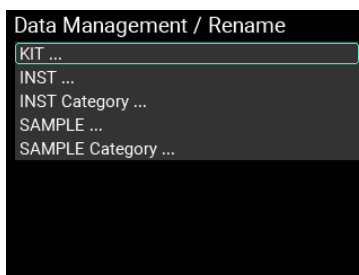 Data Management / Rename
KIT ...
INST ...
INST Category ...
SAMPLE ...
SAMPLE Category ...